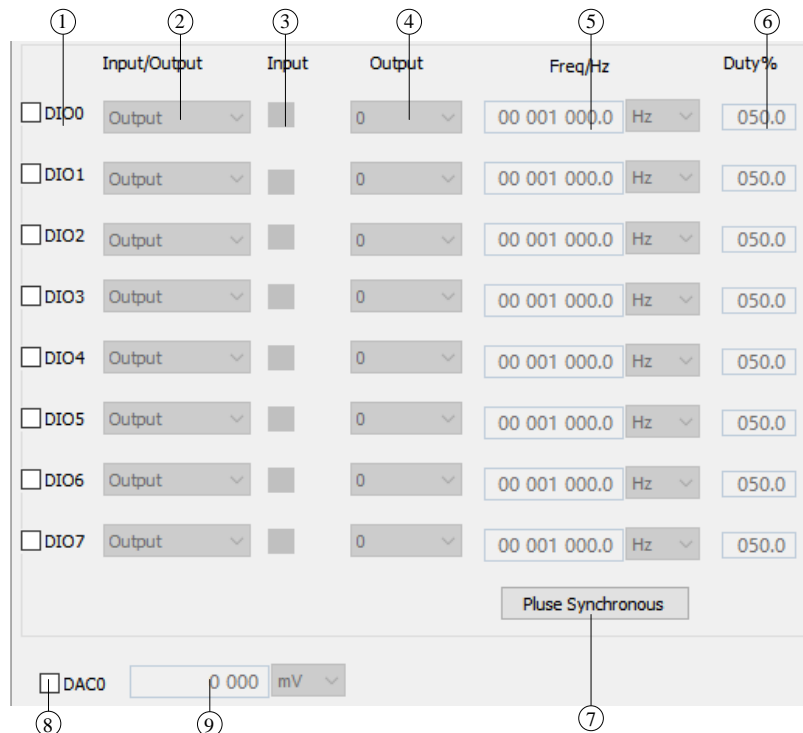 ① ② ③ ④ ⑤ ⑥
Input/Output Input Output Freq/Hz Duty%
DIO0 Output 0 00 001 000.0 Hz 050.0
DIO1 Output 0 00 001 000.0 Hz 050.0
DIO2 Output 0 00 001 000.0 Hz 050.0
DIO3 Output 0 00 001 000.0 Hz 050.0
DIO4 Output 0 00 001 000.0 Hz 050.0
DIO5 Output 0 00 001 000.0 Hz 050.0
DIO6 Output 0 00 001 000.0 Hz 050.0
DIO7 Output 0 00 001 000.0 Hz 050.0
Pluse Synchronous
DAC0 0 000 mV
⑧ ⑨ ⑦